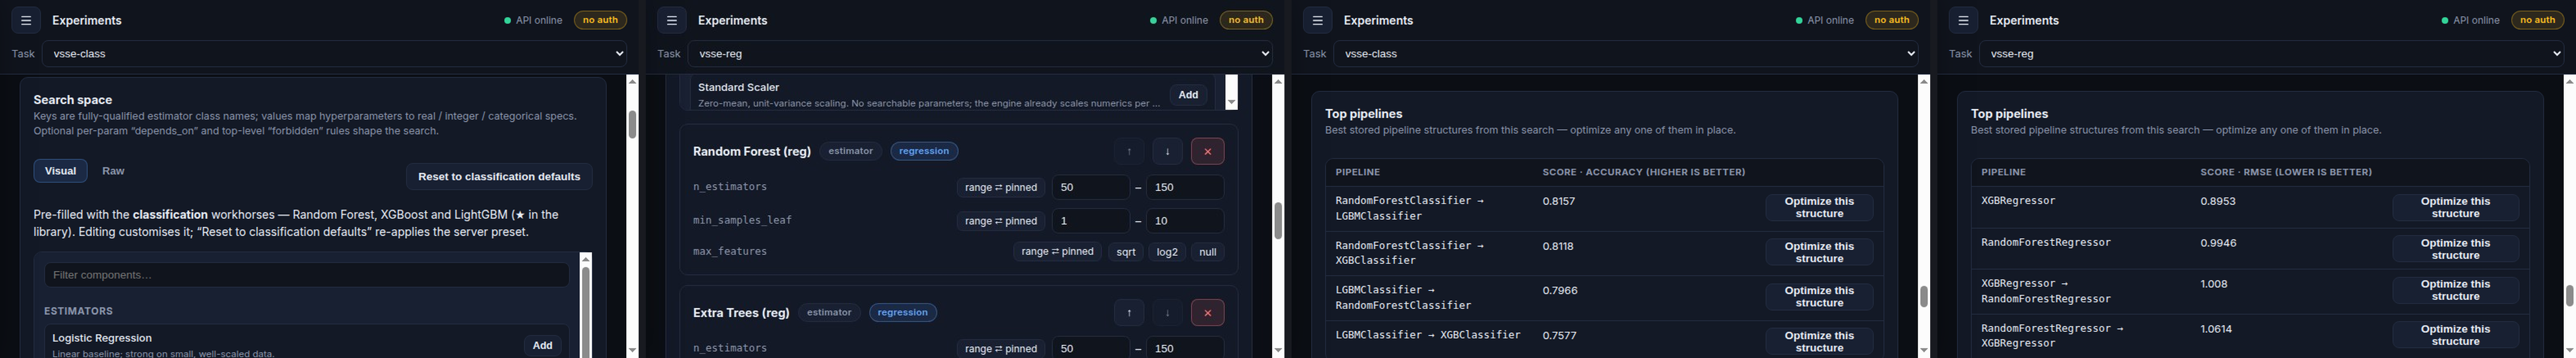 ☰ Experiments API online no auth
Task vsse-class
Search space
Keys are fully-qualified estimator class names; values map hyperparameters to real / integer / categorical specs.
Optional per-param “depends_on” and top-level “forbidden” rules shape the search.
Visual Raw Reset to classification defaults
Pre-filled with the classification workhorses — Random Forest, XGBoost and LightGBM (★ in the
library). Editing customises it; “Reset to classification defaults” re-applies the server preset.
Filter components…
ESTIMATORS
Logistic Regression
Linear baseline; strong on small, well-scaled data.
Add
☰ Experiments API online no auth
Task vsse-reg
Standard Scaler
Zero-mean, unit-variance scaling. No searchable parameters; the engine already scales numerics per ...
Add
Random Forest (reg) estimator regression ↑ ↓ ×
n_estimators range ⇄ pinned 50 – 150
min_samples_leaf range ⇄ pinned 1 – 10
max_features range ⇄ pinned sqrt log2 null
Extra Trees (reg) estimator regression ↑ ↓ ×
n_estimators range ⇄ pinned 50 – 150
☰ Experiments API online no auth
Task vsse-class
Top pipelines
Best stored pipeline structures from this search — optimize any one of them in place.
PIPELINE SCORE · ACCURACY (HIGHER IS BETTER)
RandomForestClassifier → 0.8157 Optimize this
LGBMClassifier structure
RandomForestClassifier → 0.8118 Optimize this
XGBClassifier structure
LGBMClassifier → 0.7966 Optimize this
RandomForestClassifier structure
LGBMClassifier → XGBClassifier 0.7577 Optimize this
structure
☰ Experiments API online no auth
Task vsse-reg
Top pipelines
Best stored pipeline structures from this search — optimize any one of them in place.
PIPELINE SCORE · RMSE (LOWER IS BETTER)
XGBRegressor 0.8953 Optimize this
structure
RandomForestRegressor 0.9946 Optimize this
structure
XGBRegressor → 1.008 Optimize this
RandomForestRegressor structure
RandomForestRegressor → 1.0614 Optimize this
XGBRegressor structure